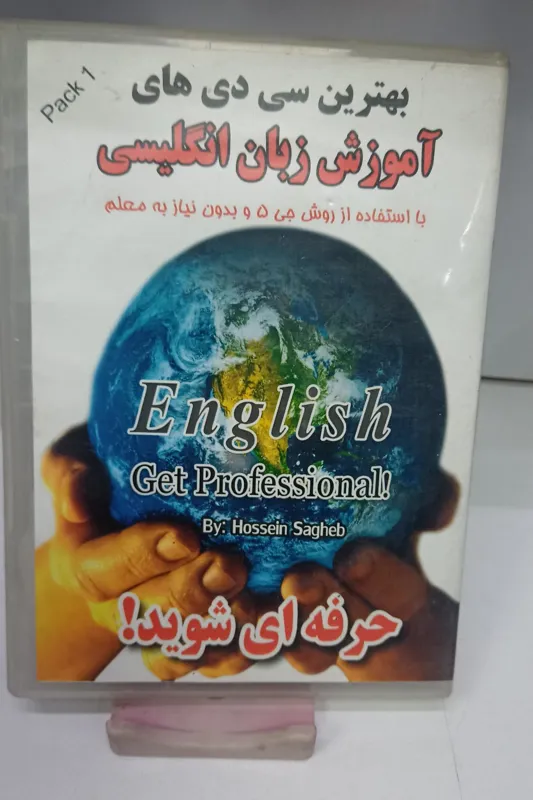 Pack 1
بهترین سی دی های
آموزش زبان انگلیسی
با استفاده از روش جی ۵ و بدون نیاز به معلم
English
Get Professional!
By: Hossein Sagheb
حرفه ای شوید!